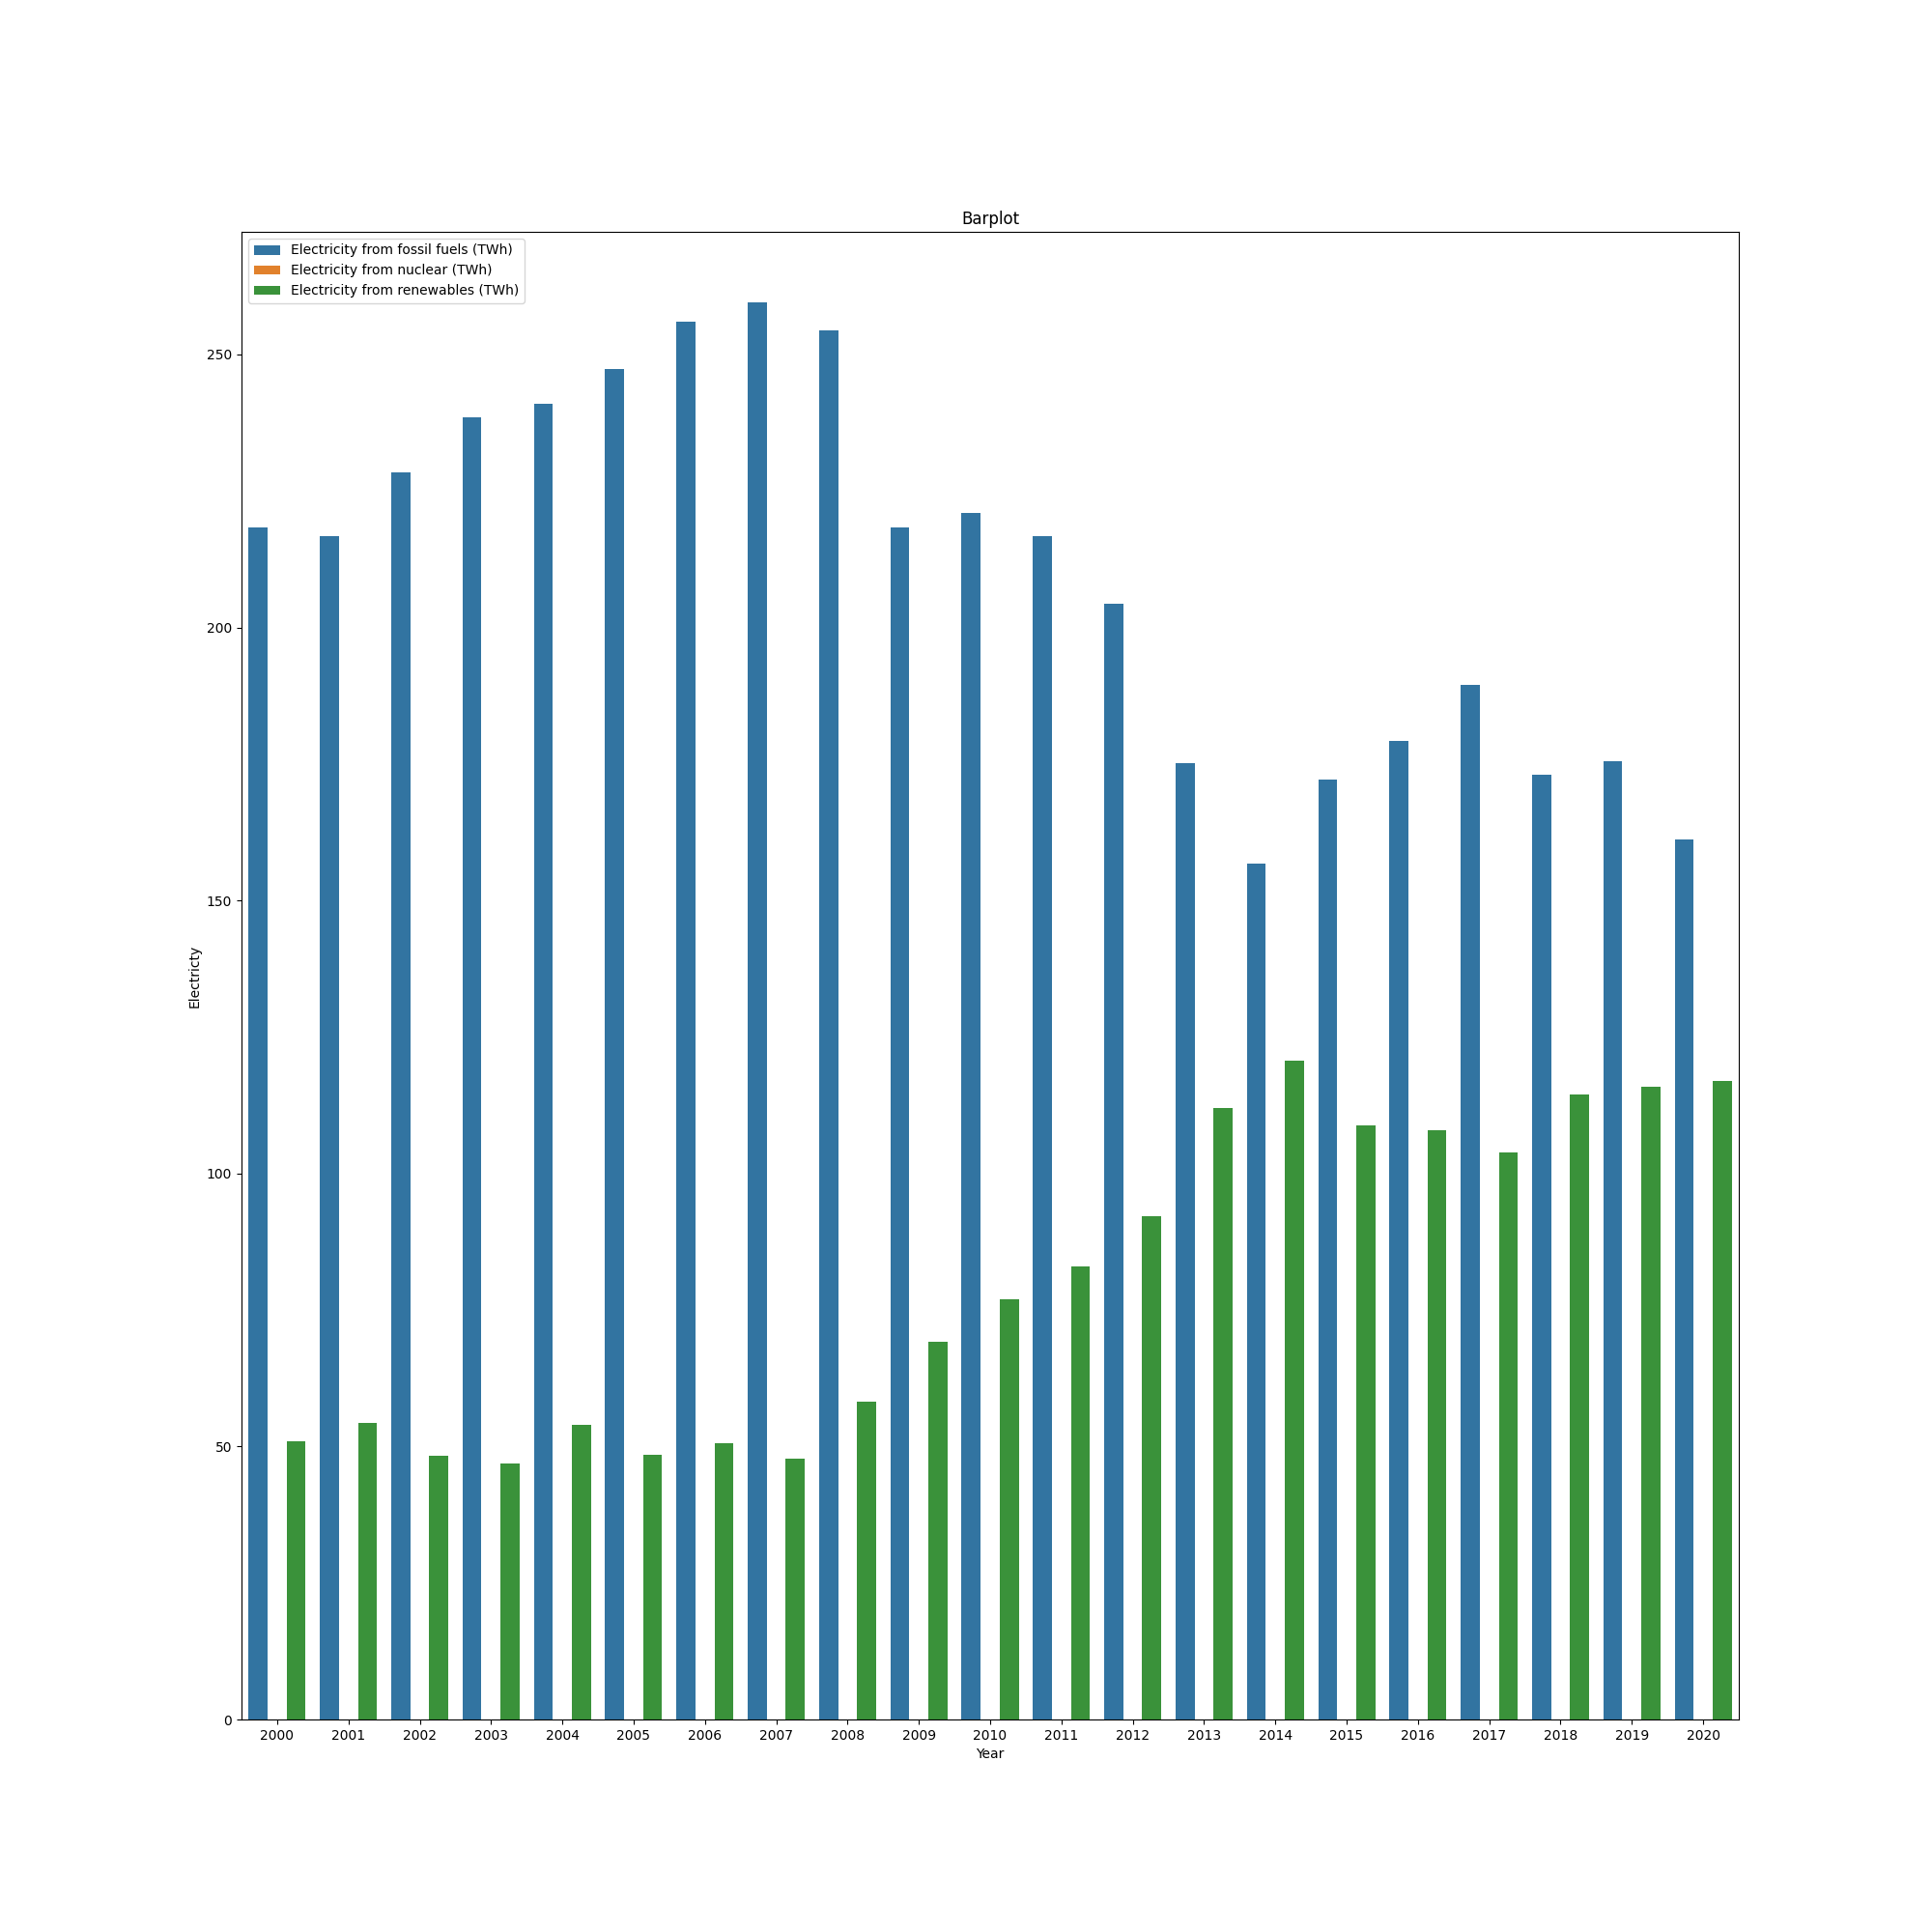 Barplot
Electricity from fossil fuels (TWh)
Electricity from nuclear (TWh)
Electricity from renewables (TWh)
250
200
150
100
50
0
Electricty
2000 2001 2002 2003 2004 2005 2006 2007 2008 2009 2010 2011 2012 2013 2014 2015 2016 2017 2018 2019 2020
Year